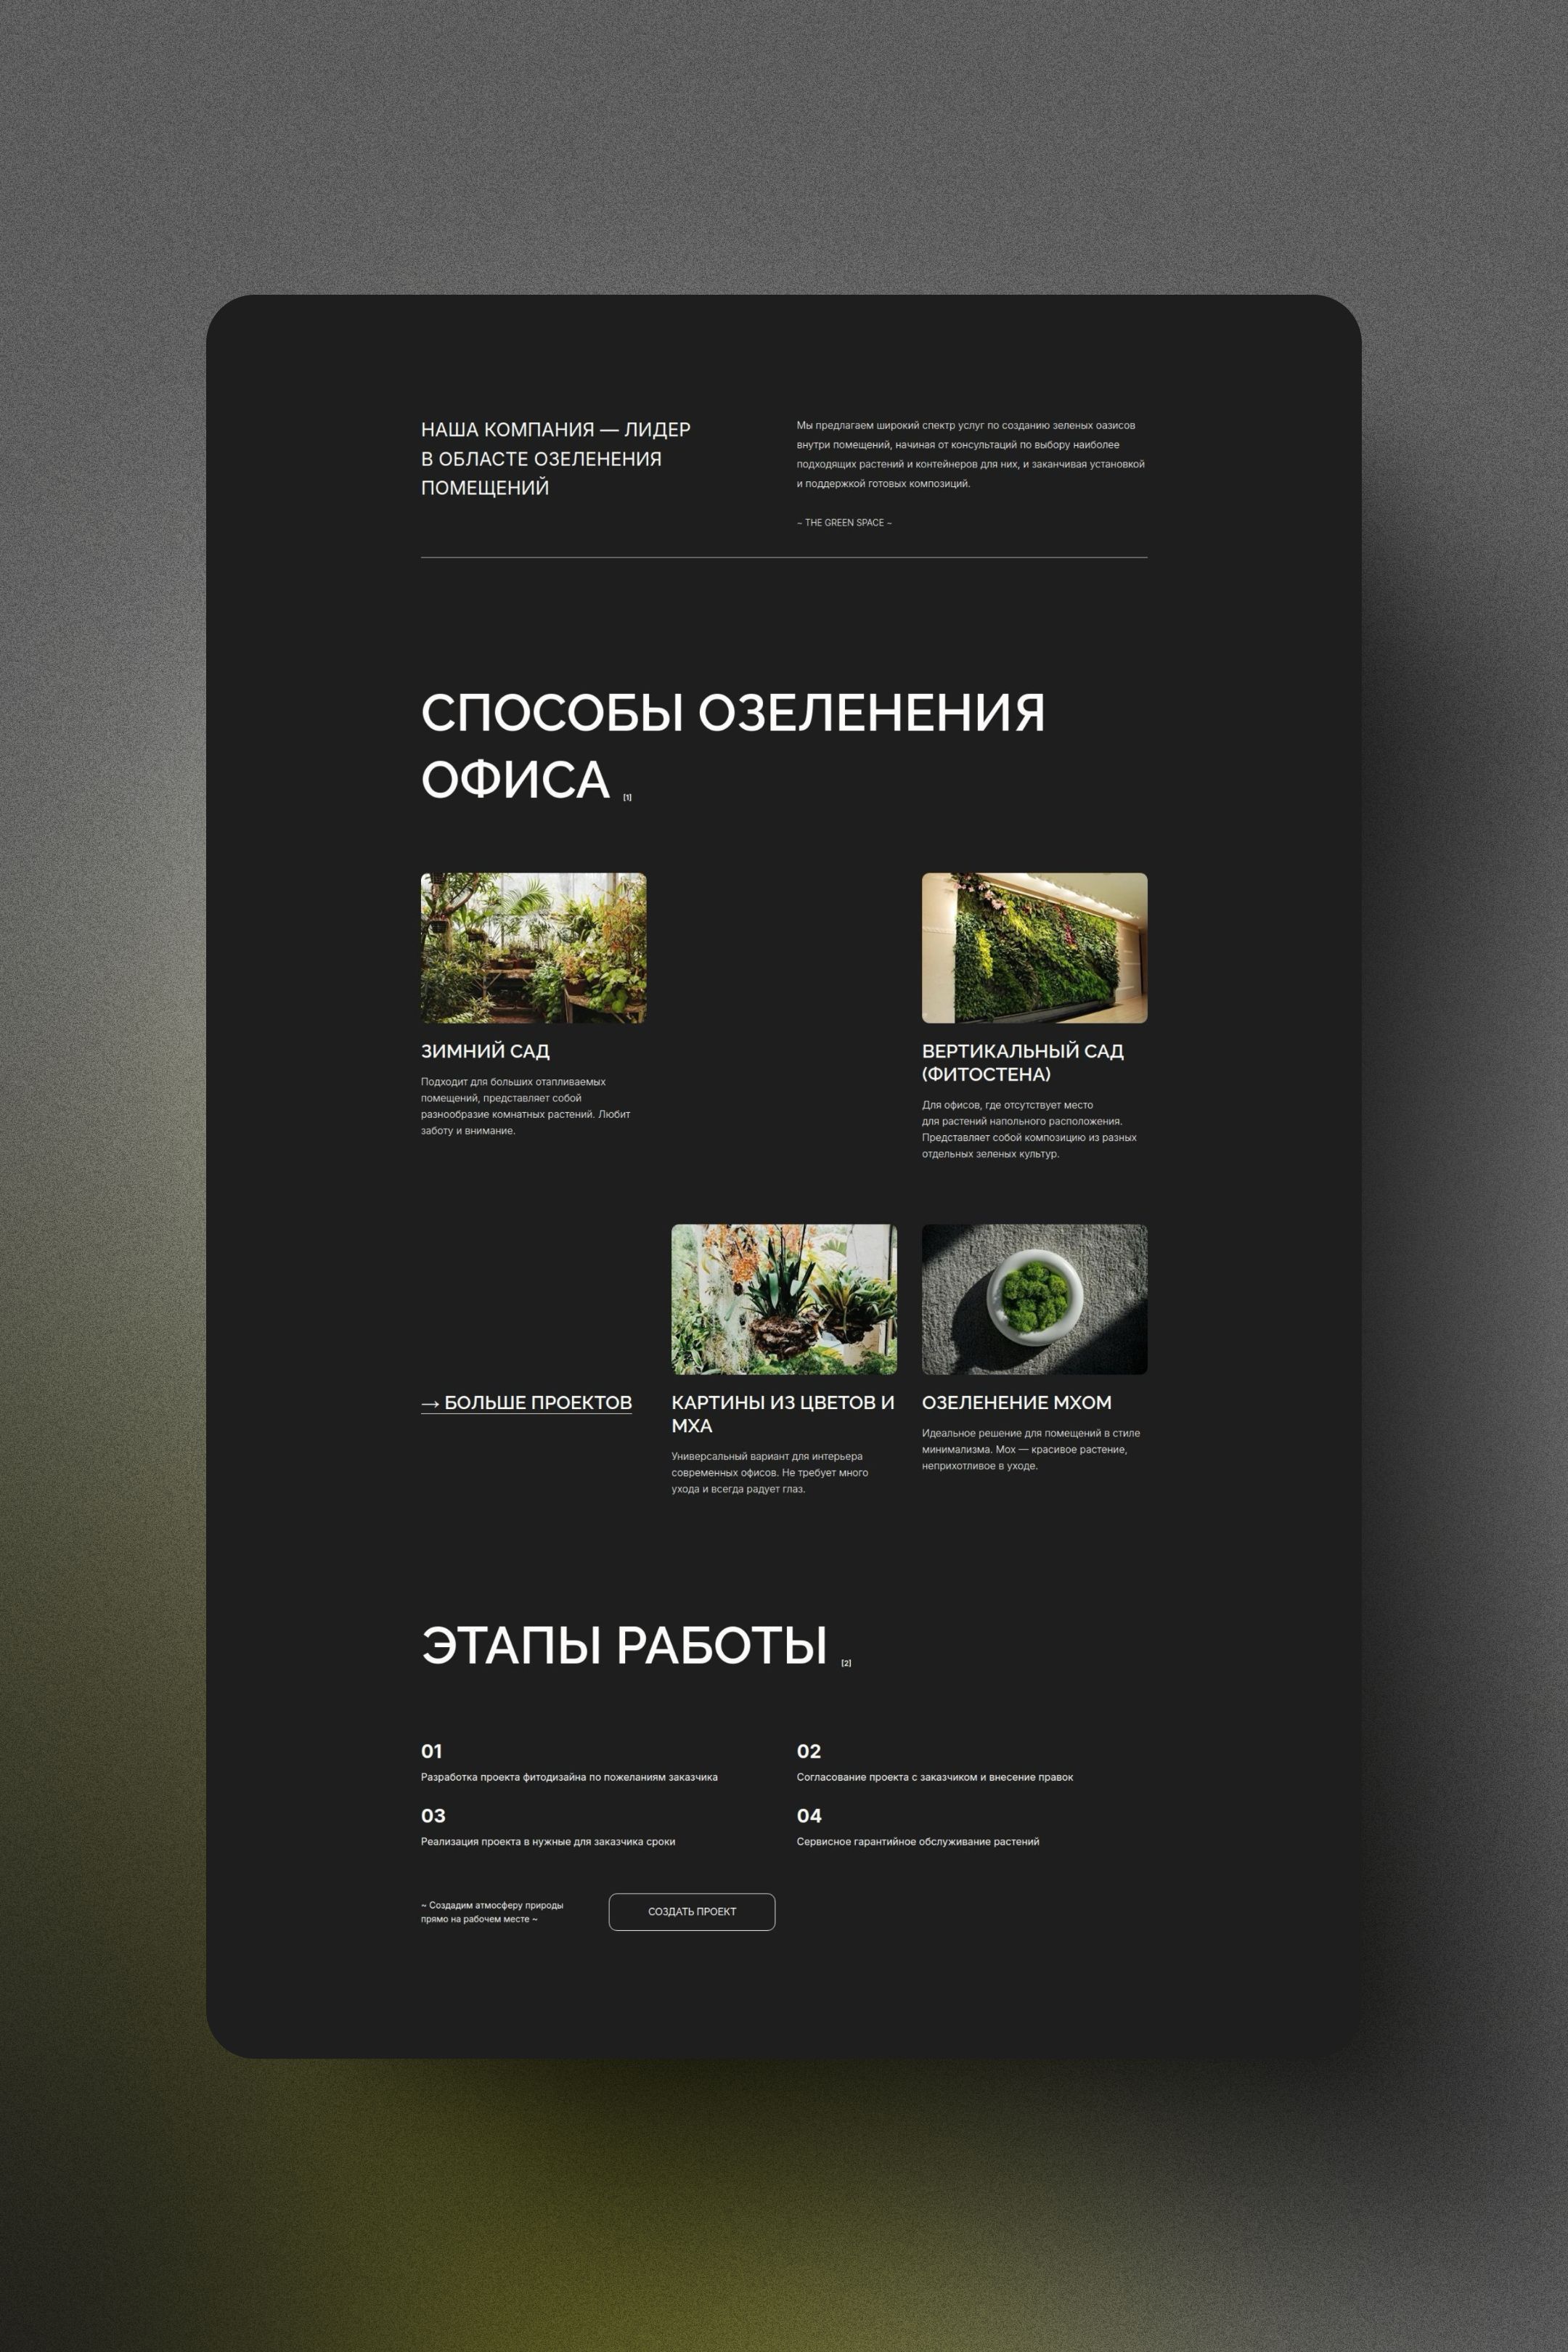 НАША КОМПАНИЯ — ЛИДЕР
В ОБЛАСТЕ ОЗЕЛЕНЕНИЯ
ПОМЕЩЕНИЙ
Мы предлагаем широкий спектр услуг по созданию зеленых оазисов
внутри помещений, начиная от консультаций по выбору наиболее
подходящих растений и контейнеров для них, и заканчивая установкой
и поддержкой готовых композиций.
~ THE GREEN SPACE ~
СПОСОБЫ ОЗЕЛЕНЕНИЯ
ОФИСА [1]
ЗИМНИЙ САД
Подходит для больших отапливаемых
помещений, представляет собой
разнообразие комнатных растений. Любит
заботу и внимание.
ВЕРТИКАЛЬНЫЙ САД
(ФИТОСТЕНА)
Для офисов, где отсутствует место
для растений напольного расположения.
Представляет собой композицию из разных
отдельных зеленых культур.
→ БОЛЬШЕ ПРОЕКТОВ
КАРТИНЫ ИЗ ЦВЕТОВ И
МХА
Универсальный вариант для интерьера
современных офисов. Не требует много
ухода и всегда радует глаз.
ОЗЕЛЕНЕНИЕ МХОМ
Идеальное решение для помещений в стиле
минимализма. Мох — красивое растение,
неприхотливое в уходе.
ЭТАПЫ РАБОТЫ [2]
01
Разработка проекта фитодизайна по пожеланиям заказчика
02
Согласование проекта с заказчиком и внесение правок
03
Реализация проекта в нужные для заказчика сроки
04
Сервисное гарантийное обслуживание растений
~ Создадим атмосферу природы
прямо на рабочем месте ~
СОЗДАТЬ ПРОЕКТ